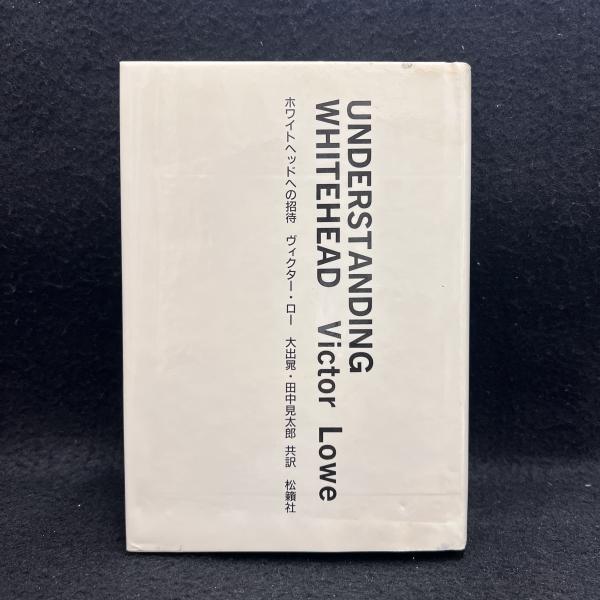 UNDERSTANDING
WHITEHEAD Victor Lowe
ホワイトヘッドへの招待 ヴィクター・ロー 大出晁・田中見太郎 共訳 松籟社